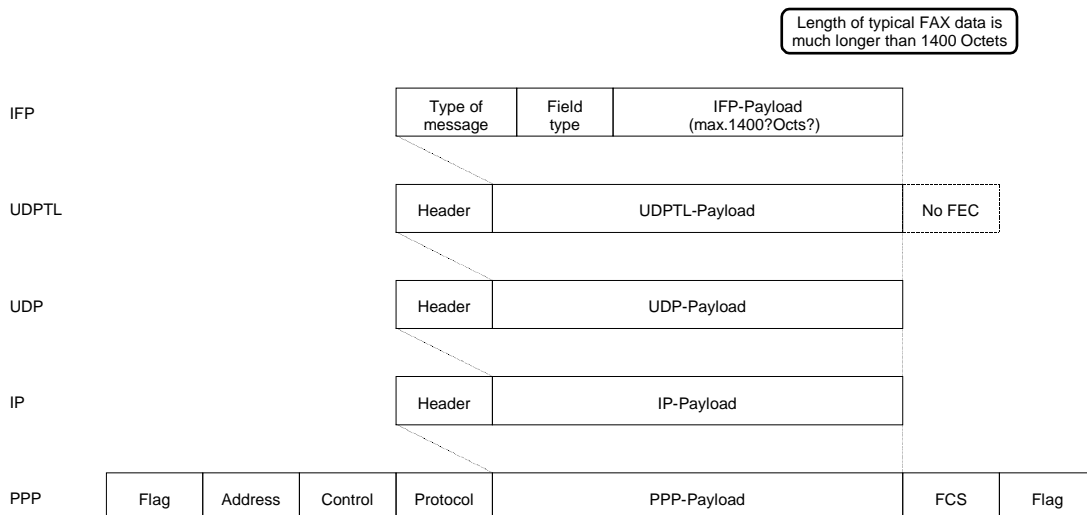 Length of typical FAX data is
much longer than 1400 Octets
IFP
Type of
message
Field
type
IFP-Payload
(max.1400?Octs?)
UDPTL
Header
UDPTL-Payload
No FEC
UDP
Header
UDP-Payload
IP
Header
IP-Payload
PPP
Flag
Address
Control
Protocol
PPP-Payload
FCS
Flag